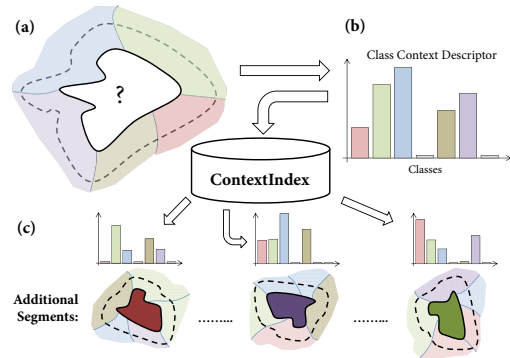 (a)
?
(b)
Class Context Descriptor
Classes
ContextIndex
(c)
Additional
Segments:
.........
.........